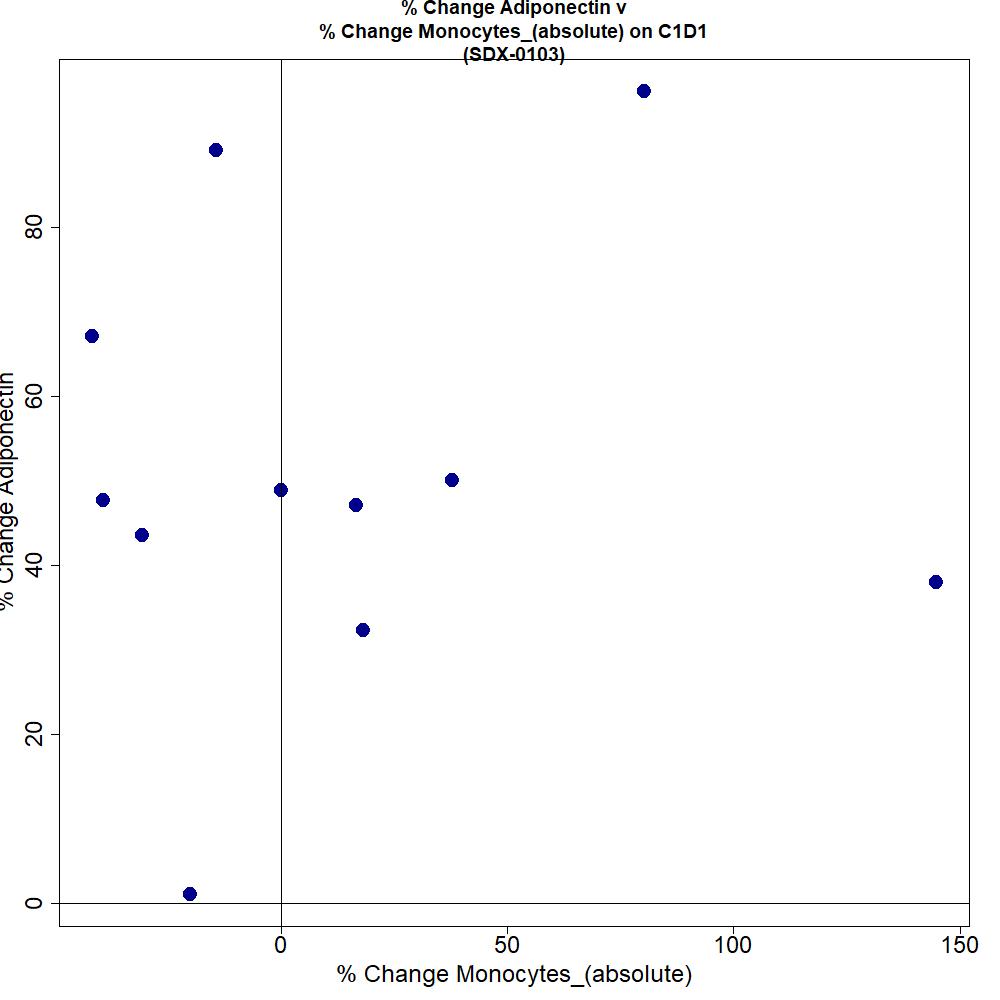 % Change Adiponectin v
% Change Monocytes_(absolute) on C1D1
(SDX-0103)
% Change Adiponectin
80
60
40
20
0
0
50
100
150
% Change Monocytes_(absolute)